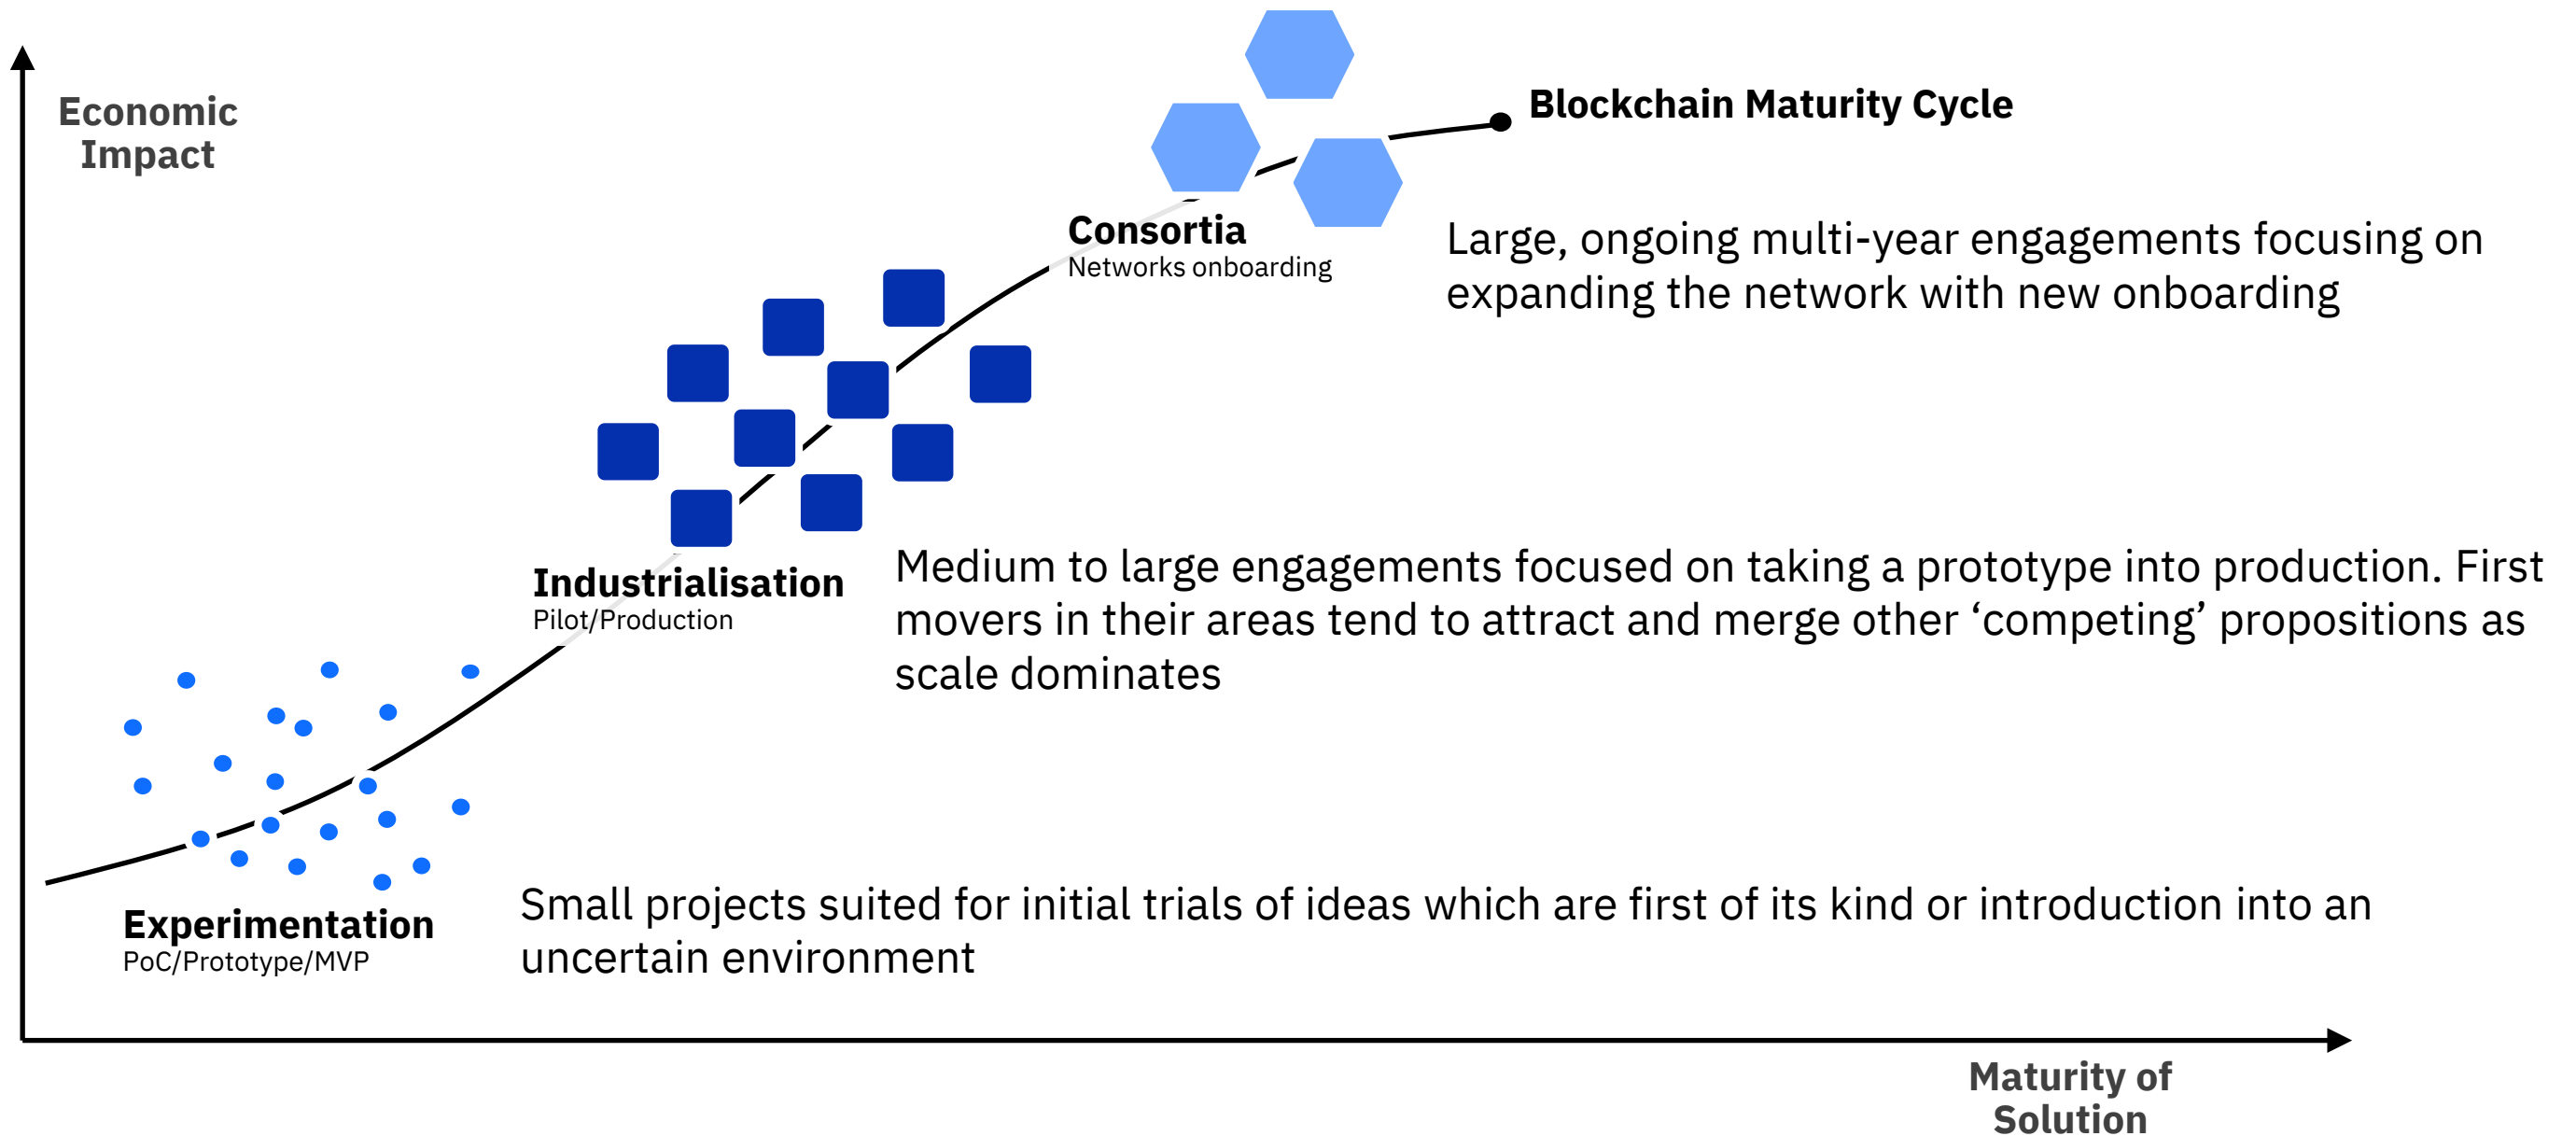 Economic
Impact
Blockchain Maturity Cycle
Consortia
Networks onboarding
Large, ongoing multi-year engagements focusing on
expanding the network with new onboarding
Industrialisation
Pilot/Production
Medium to large engagements focused on taking a prototype into production. First
movers in their areas tend to attract and merge other ‘competing’ propositions as
scale dominates
Experimentation
PoC/Prototype/MVP
Small projects suited for initial trials of ideas which are first of its kind or introduction into an
uncertain environment
Maturity of
Solution